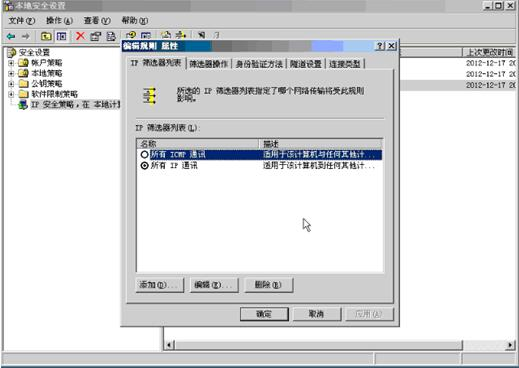 本地安全设置
文件(F) 操作(A) 查看(V) 帮助(H)
安全设置
帐户策略
本地策略
公钥策略
软件限制策略
IP 安全策略，在 本地计
上次更改时间
2012-12-17 20
2012-12-17 20
2012-12-17 20
编辑规则 属性
IP 筛选器列表 筛选器操作 身份验证方法 隧道设置 连接类型
所选的 IP 筛选器列表指定了哪个网络传输将受此规则
影响。
IP 筛选器列表(L):
名称 描述
所有 ICMP 通讯 适用于该计算机与任何其他计...
所有 IP 通讯 适用于该计算机到任何其他计...
添加(D)... 编辑(E)... 删除(R)
确定 取消 应用(A)